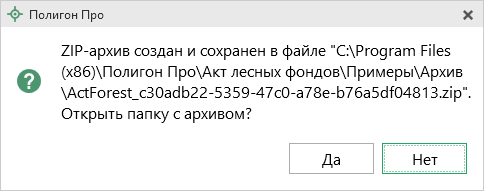 Полигон Про
ZIP-архив создан и сохранен в файле "C:\Program Files
(x86)\Полигон Про\Акт лесных фондов\Примеры\Архив
\ActForest_c30adb22-5359-47c0-a78e-b76a5df04813.zip".
Открыть папку с архивом?
Да
Нет